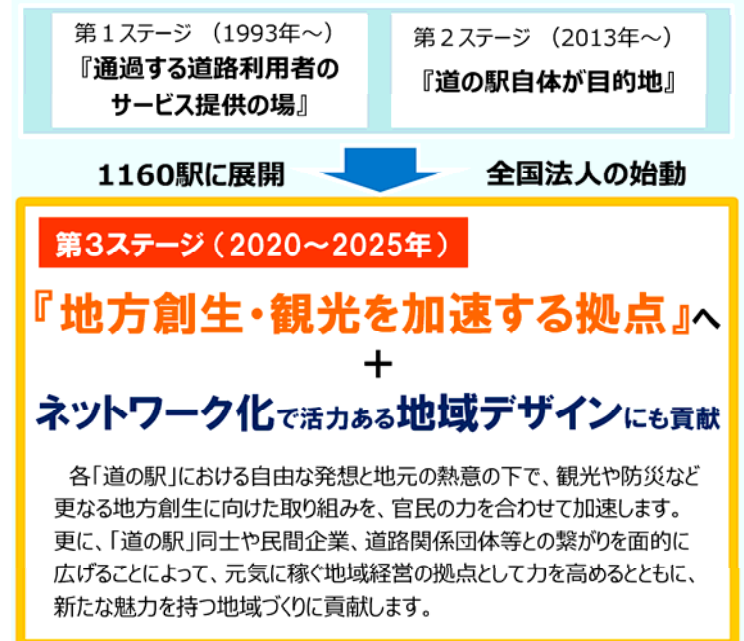 第１ステージ （1993年～）
『通過する道路利用者の
サービス提供の場』
第２ステージ （2013年～）
『道の駅自体が目的地』
1160駅に展開
全国法人の始動
第3ステージ（2020～2025年）
『地方創生・観光を加速する拠点』へ
＋
ネットワーク化で活力ある地域デザインにも貢献
各「道の駅」における自由な発想と地元の熱意の下で、観光や防災など
更なる地方創生に向けた取り組みを、官民の力を合わせて加速します。
更に、「道の駅」同士や民間企業、道路関係団体等との繋がりを面的に
広げることによって、元気に稼ぐ地域経営の拠点として力を高めるとともに、
新たな魅力を持つ地域づくりに貢献します。